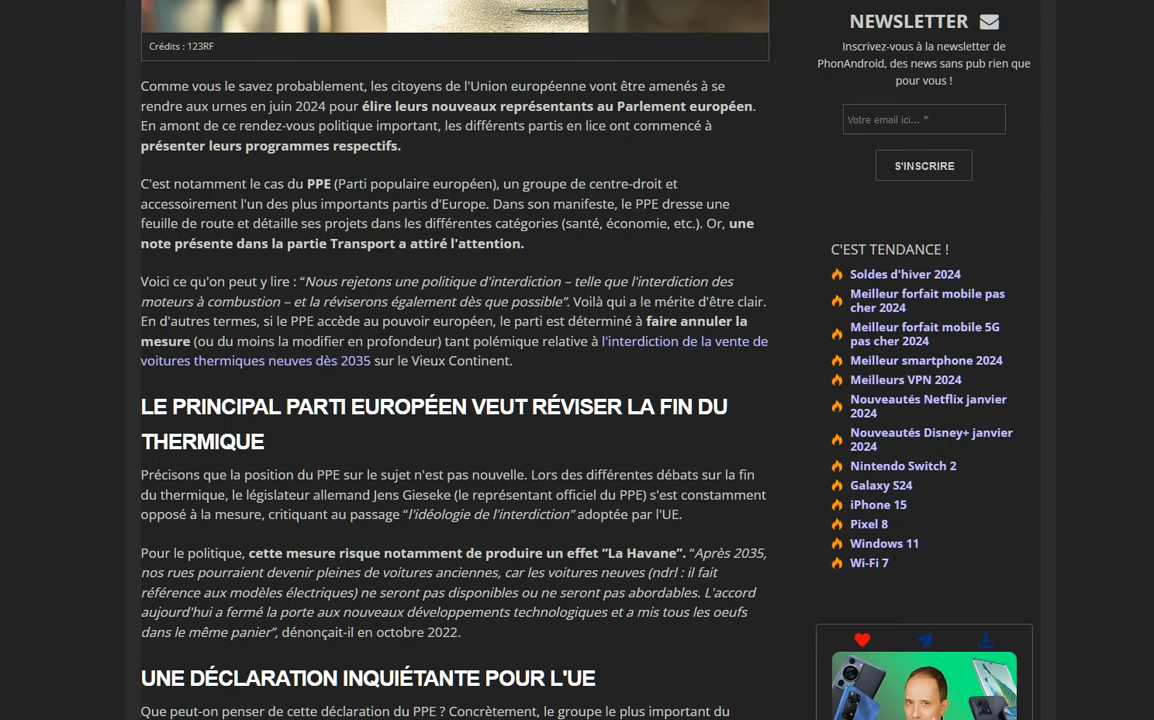 Crédits : 123RF
Comme vous le savez probablement, les citoyens de l'Union européenne vont être amenés à se
rendre aux urnes en juin 2024 pour élire leurs nouveaux représentants au Parlement européen.
En amont de ce rendez-vous politique important, les différents partis en lice ont commencé à
présenter leurs programmes respectifs.
C'est notamment le cas du PPE (Parti populaire européen), un groupe de centre-droit et
accessoirement l'un des plus importants partis d'Europe. Dans son manifeste, le PPE dresse une
feuille de route et détaille ses projets dans les différentes catégories (santé, économie, etc.). Or, une
note présente dans la partie Transport a attiré l'attention.
Voici ce qu'on peut y lire : “Nous rejetons une politique d'interdiction – telle que l'interdiction des
moteurs à combustion – et la réviserons également dès que possible”. Voilà qui a le mérite d'être clair.
En d'autres termes, si le PPE accède au pouvoir européen, le parti est déterminé à faire annuler la
mesure (ou du moins la modifier en profondeur) tant polémique relative à l'interdiction de la vente de
voitures thermiques neuves dès 2035 sur le Vieux Continent.
LE PRINCIPAL PARTI EUROPÉEN VEUT RÉVISER LA FIN DU
THERMIQUE
Précisons que la position du PPE sur le sujet n'est pas nouvelle. Lors des différentes débats sur la fin
du thermique, le législateur allemand Jens Gieseke (le représentant officiel du PPE) s'est constamment
opposé à la mesure, critiquant au passage “l'idéologie de l'interdiction” adoptée par l'UE.
Pour le politique, cette mesure risque notamment de produire un effet “La Havane”. “Après 2035,
nos rues pourraient devenir pleines de voitures anciennes, car les voitures neuves (ndrl : il fait
référence aux modèles électriques) ne seront pas disponibles ou ne seront pas abordables. L'accord
aujourd'hui a fermé la porte aux nouveaux développements technologiques et a mis tous les oeufs
dans le même panier”, dénonçait-il en octobre 2022.
UNE DÉCLARATION INQUIÉTANTE POUR L'UE
Que peut-on penser de cette déclaration du PPE ? Concrètement, le groupe le plus important du
NEWSLETTER
Inscrivez-vous à la newsletter de
PhonAndroid, des news sans pub rien que
pour vous !
Votre email ici... *
S'INSCRIRE
C'EST TENDANCE !
Soldes d'hiver 2024
Meilleur forfait mobile pas
cher 2024
Meilleur forfait mobile 5G
pas cher 2024
Meilleur smartphone 2024
Meilleurs VPN 2024
Nouveautés Netflix janvier
2024
Nouveautés Disney+ janvier
2024
Nintendo Switch 2
Galaxy S24
iPhone 15
Pixel 8
Windows 11
Wi-Fi 7